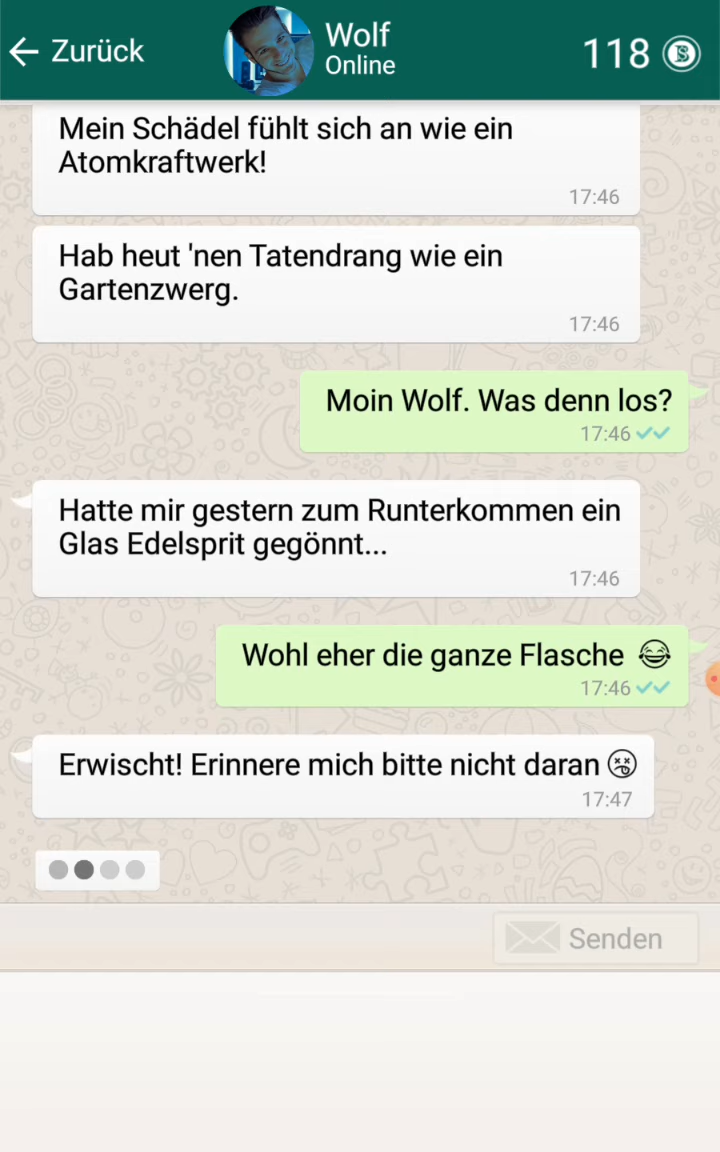 Zurück
Wolf
Online
118
Mein Schädel fühlt sich an wie ein
Atomkraftwerk!
17:46
Hab heut 'nen Tatendrang wie ein
Gartenzwerg.
17:46
Moin Wolf. Was denn los?
17:46
Hatte mir gestern zum Runterkommen ein
Glas Edelsprit gegönnt...
17:46
Wohl eher die ganze Flasche 😂
17:46
Erwischt! Erinnere mich bitte nicht daran 😵
17:47
Senden